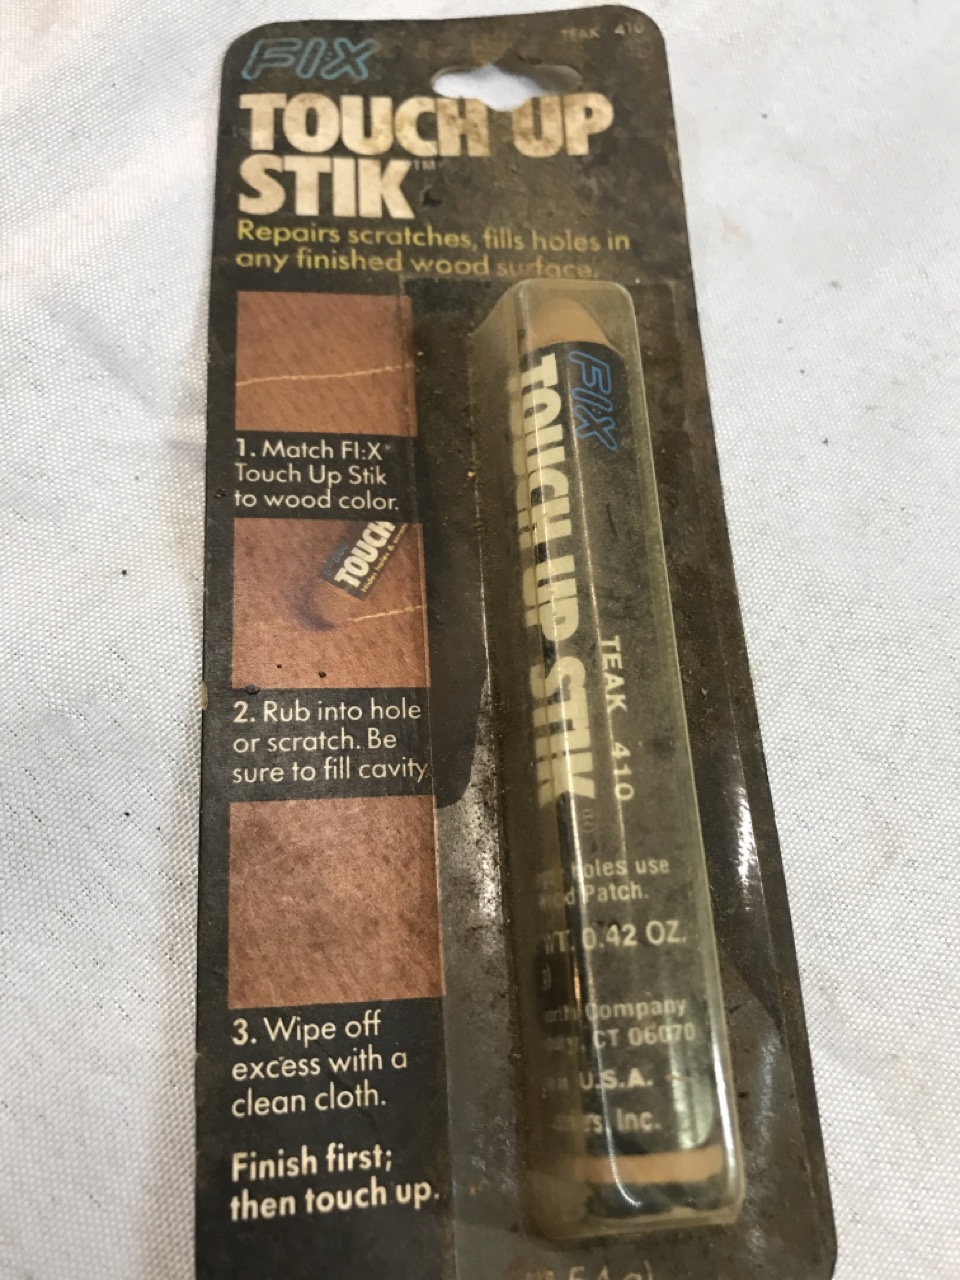 TEAK 410
FIX
TOUCH UP
STIK™
Repairs scratches, fills holes in
any finished wood surface.
1. Match FI:X
Touch Up Stik
to wood color.
TOUCH
2. Rub into hole
or scratch. Be
sure to fill cavity
3. Wipe off
excess with a
clean cloth.
Finish first;
then touch up.
FIX
TOUCH UP STIK
TEAK 410
holes use
Patch.
WT. 0.42 OZ.
Company
CT 06070
U.S.A.
Inc.